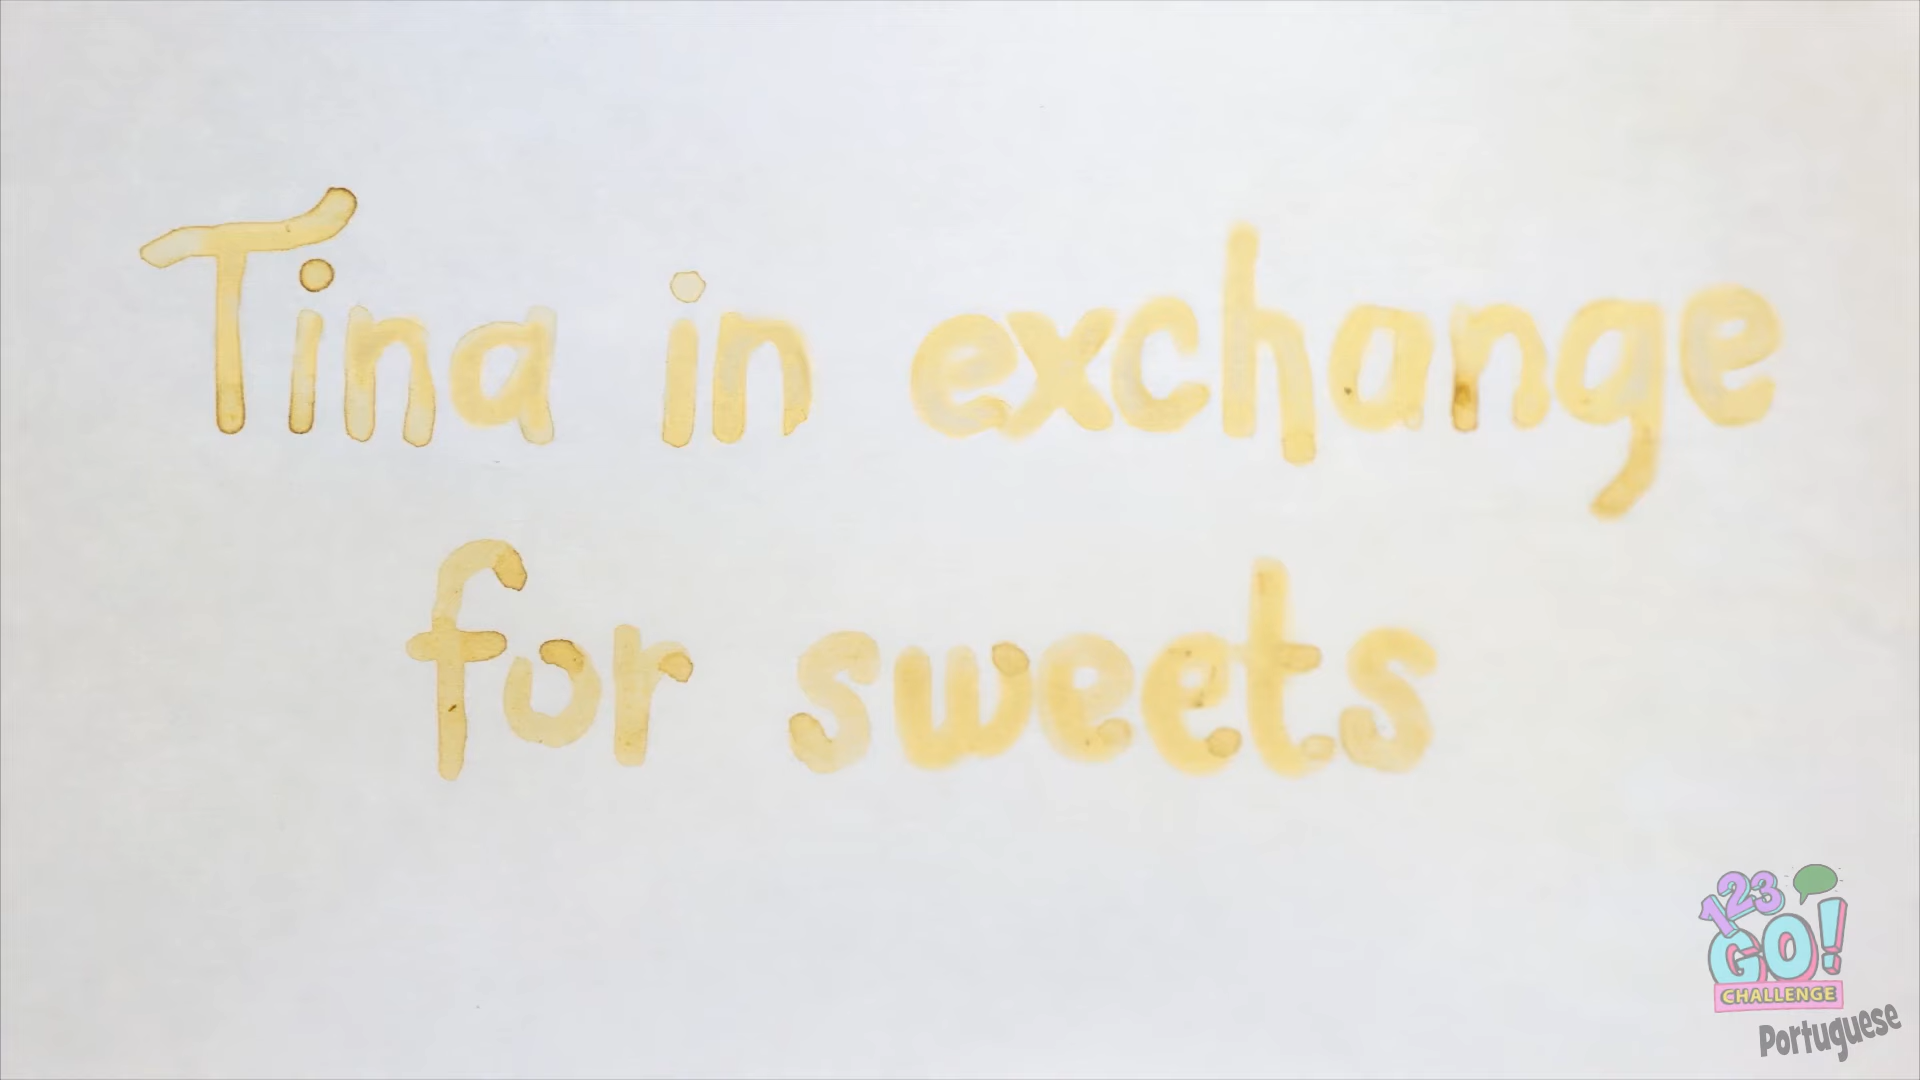 Tina in exchange
for sweets
123
GO!
CHALLENGE
Portuguese